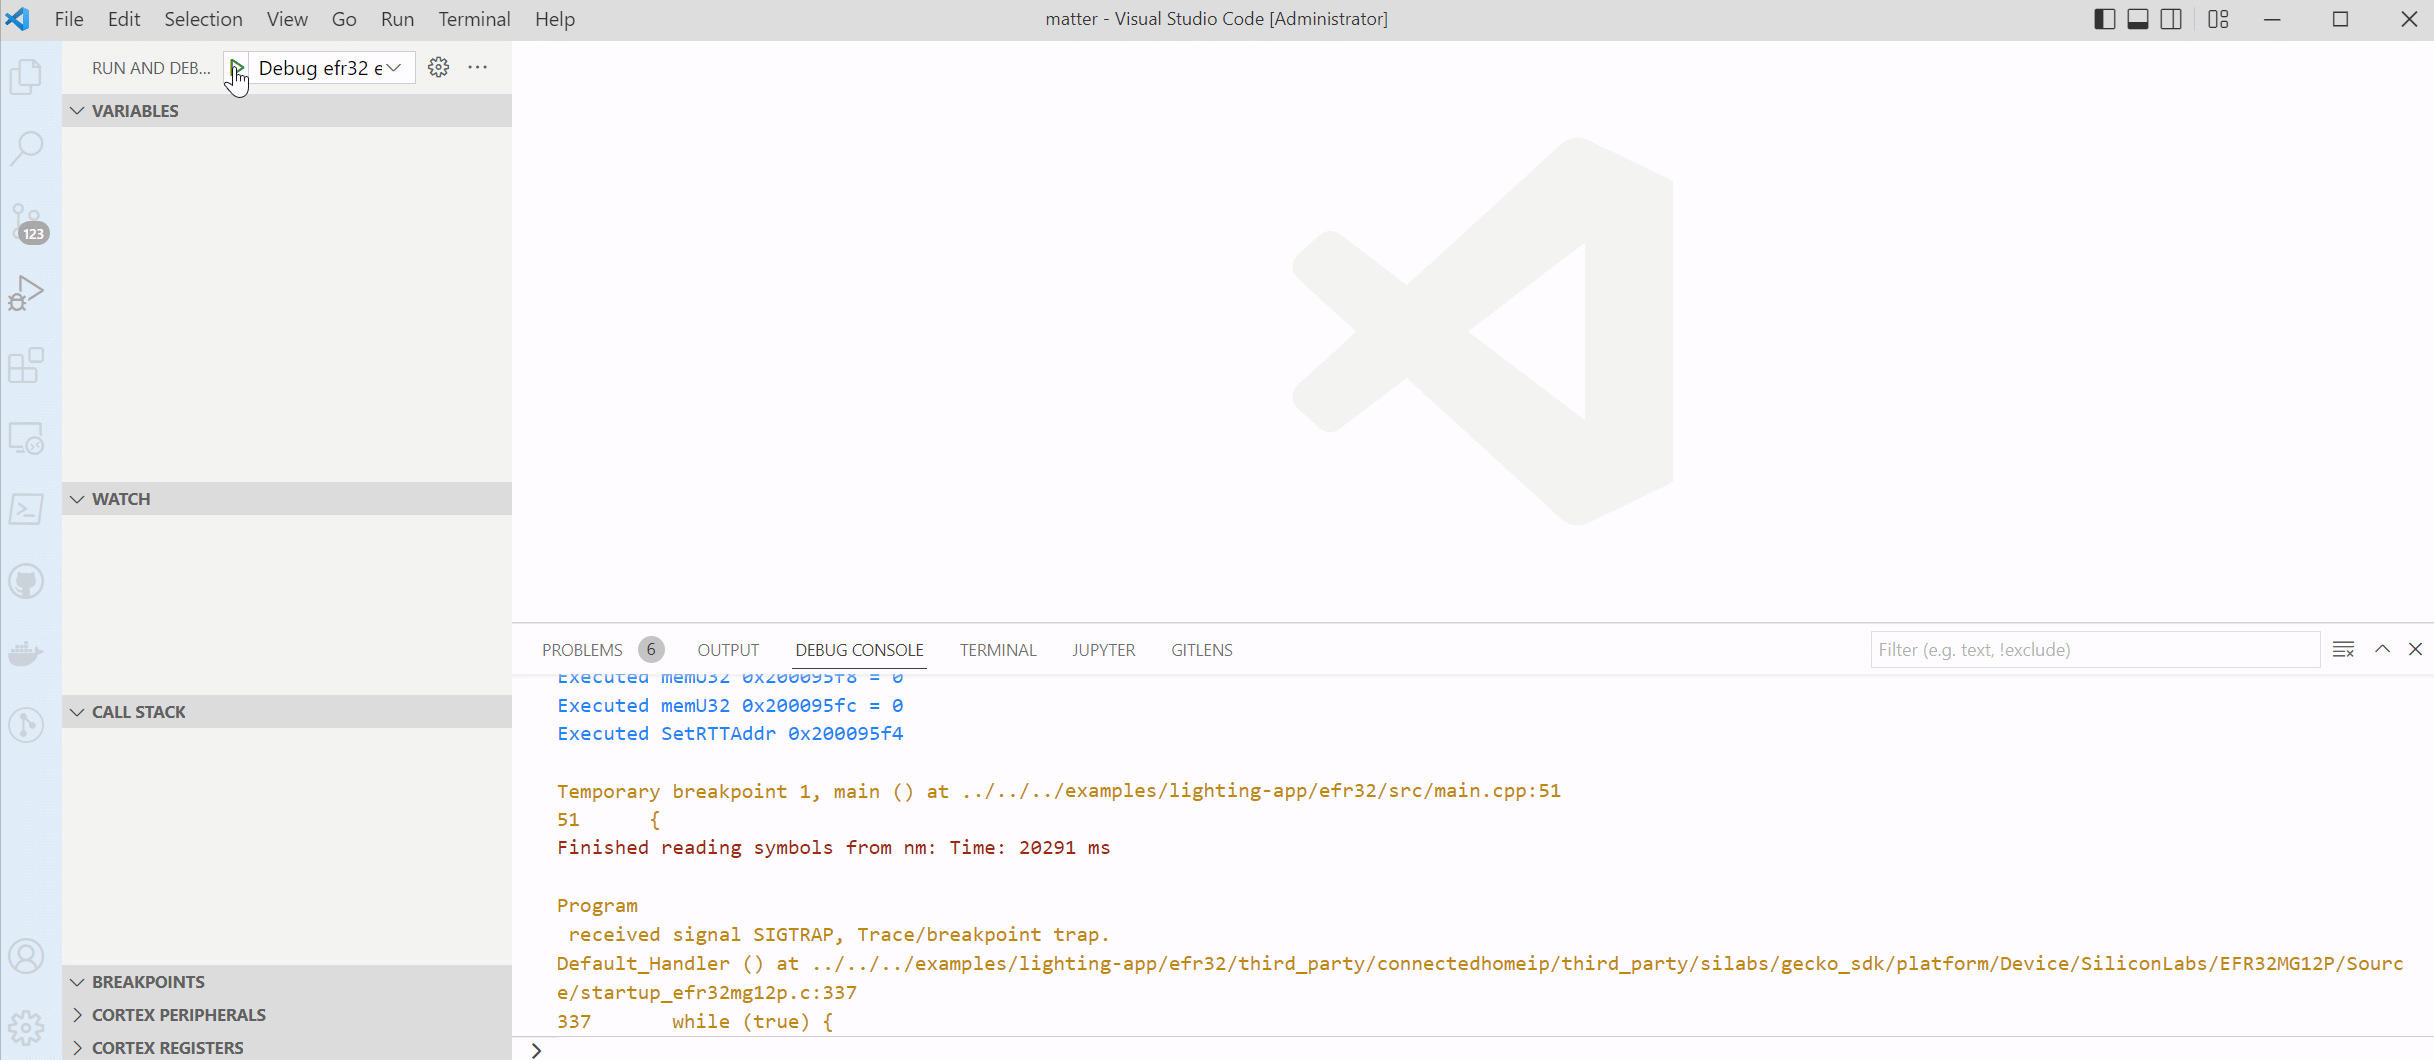 File Edit Selection View Go Run Terminal Help
matter - Visual Studio Code [Administrator]
RUN AND DEB...
Debug efr32 e
VARIABLES
123
WATCH
CALL STACK
BREAKPOINTS
CORTEX PERIPHERALS
CORTEX REGISTERS
PROBLEMS 6 OUTPUT DEBUG CONSOLE TERMINAL JUPYTER GITLENS
Filter (e.g. text, !exclude)
Executed memU32 0x200095f8 = 0
Executed memU32 0x200095fc = 0
Executed SetRTTAddr 0x200095f4
Temporary breakpoint 1, main () at ../../../examples/lighting-app/efr32/src/main.cpp:51
51 {
Finished reading symbols from nm: Time: 20291 ms
Program
received signal SIGTRAP, Trace/breakpoint trap.
Default_Handler () at ../../../examples/lighting-app/efr32/third_party/connectedhomeip/third_party/silabs/gecko_sdk/platform/Device/SiliconLabs/EFR32MG12P/Sourc
e/startup_efr32mg12p.c:337
337 while (true) {